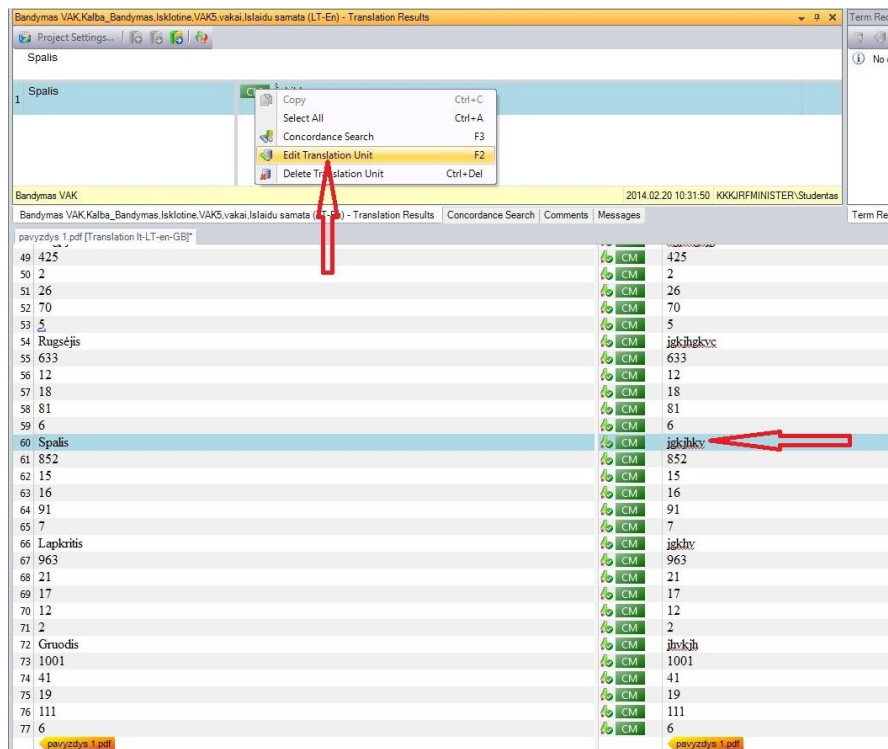 Bandymas VAK,Kalba_Bandymas,Isklotine,VAK5,vakai,Islaidu samata (LT-En) - Translation Results
Term Rec
Project Settings...
No
Spalis
1 Spalis
Copy Ctrl+C
Select All Ctrl+A
Concordance Search F3
Edit Translation Unit F2
Delete Translation Unit Ctrl+Del
Bandymas VAK 2014.02.20 10:31:50 KKKJRFMINISTER\Studentas
Bandymas VAK,Kalba_Bandymas,Isklotine,VAK5,vakai,Islaidu samata (LT-En) - Translation Results Concordance Search Comments Messages Term Re
pavyzdys 1.pdf [Translation lt-LT-en-GB]*
49 425 CM 425
50 2 CM 2
51 26 CM 26
52 70 CM 70
53 5 CM 5
54 Rugsėjis CM jgkjhgkvc
55 633 CM 633
56 12 CM 12
57 18 CM 18
58 81 CM 81
59 6 CM 6
60 Spalis CM jgkjhkv
61 852 CM 852
62 15 CM 15
63 16 CM 16
64 91 CM 91
65 7 CM 7
66 Lapkritis CM jgkhv
67 963 CM 963
68 21 CM 21
69 17 CM 17
70 12 CM 12
71 2 CM 2
72 Gruodis CM jhvkjh
73 1001 CM 1001
74 41 CM 41
75 19 CM 19
76 111 CM 111
77 6 CM 6
pavyzdys 1.pdf pavyzdys 1.pdf